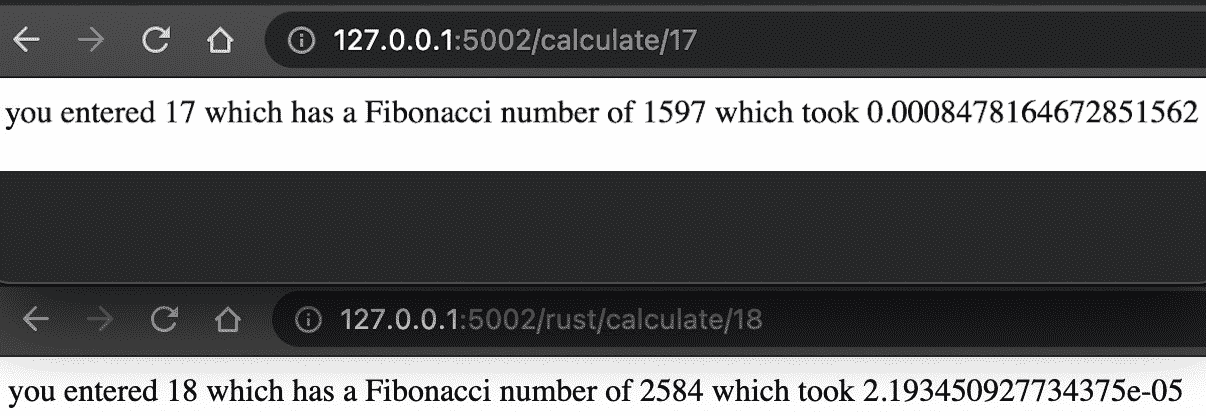 127.0.0.1:5002/calculate/17
you entered 17 which has a Fibonacci number of 1597 which took 0.0008478164672851562
127.0.0.1:5002/rust/calculate/18
you entered 18 which has a Fibonacci number of 2584 which took 2.193450927734375e-05